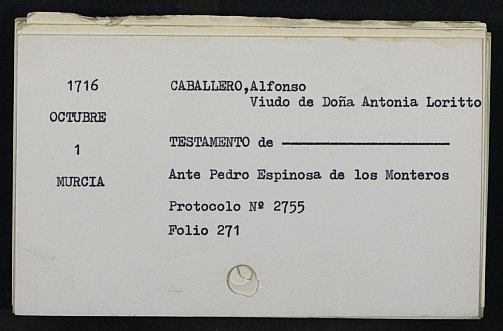 1716
OCTUBRE
1
MURCIA
CABALLERO,Alfonso
Viudo de Doña Antonia Loritto
TESTAMENTO de ———————————————
Ante Pedro Espinosa de los Monteros
Protocolo Nº 2755
Folio 271